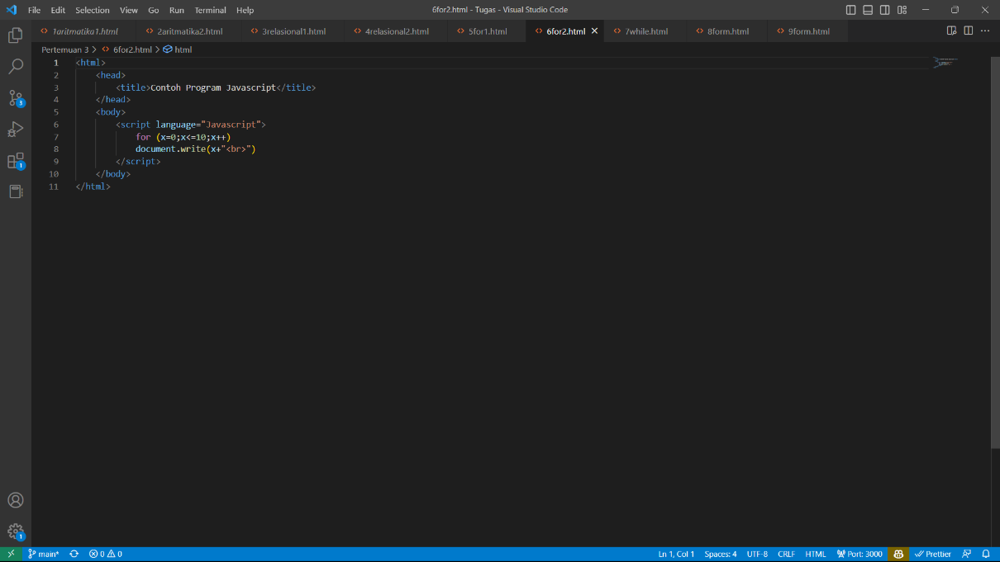 File Edit Selection View Go Run Terminal Help 6for2.html - Tugas - Visual Studio Code
1aritmatika1.html 2aritmatika2.html 3relasional1.html 4relasional2.html 5for1.html 6for2.html 7while.html 8form.html 9form.html
Pertemuan 3 > 6for2.html > html
1 <html>
2 <head>
3 <title>Contoh Program Javascript</title>
4 </head>
5 <body>
6 <script language="Javascript">
7 for (x=0;x<=10;x++)
8 document.write(x+"<br>")
9 </script>
10 </body>
11 </html>
3
1
1
main* 0 0 Ln 1, Col 1 Spaces: 4 UTF-8 CRLF HTML Port: 3000 Prettier